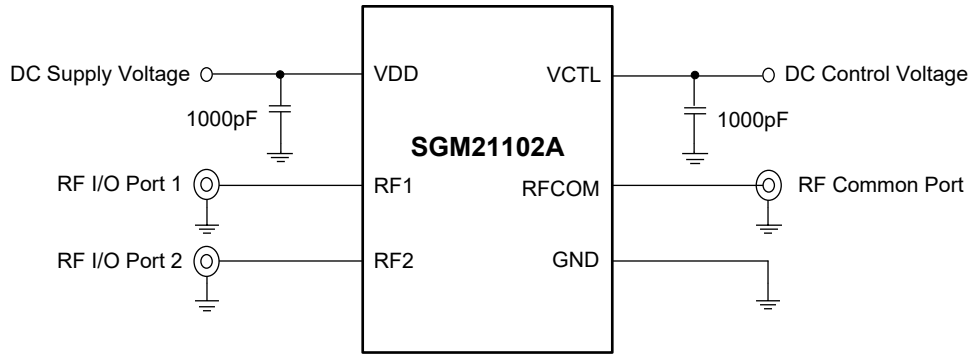 DC Supply Voltage
VDD
VCTL
DC Control Voltage
1000pF
1000pF
SGM21102A
RF I/O Port 1
RF1
RFCOM
RF Common Port
RF I/O Port 2
RF2
GND